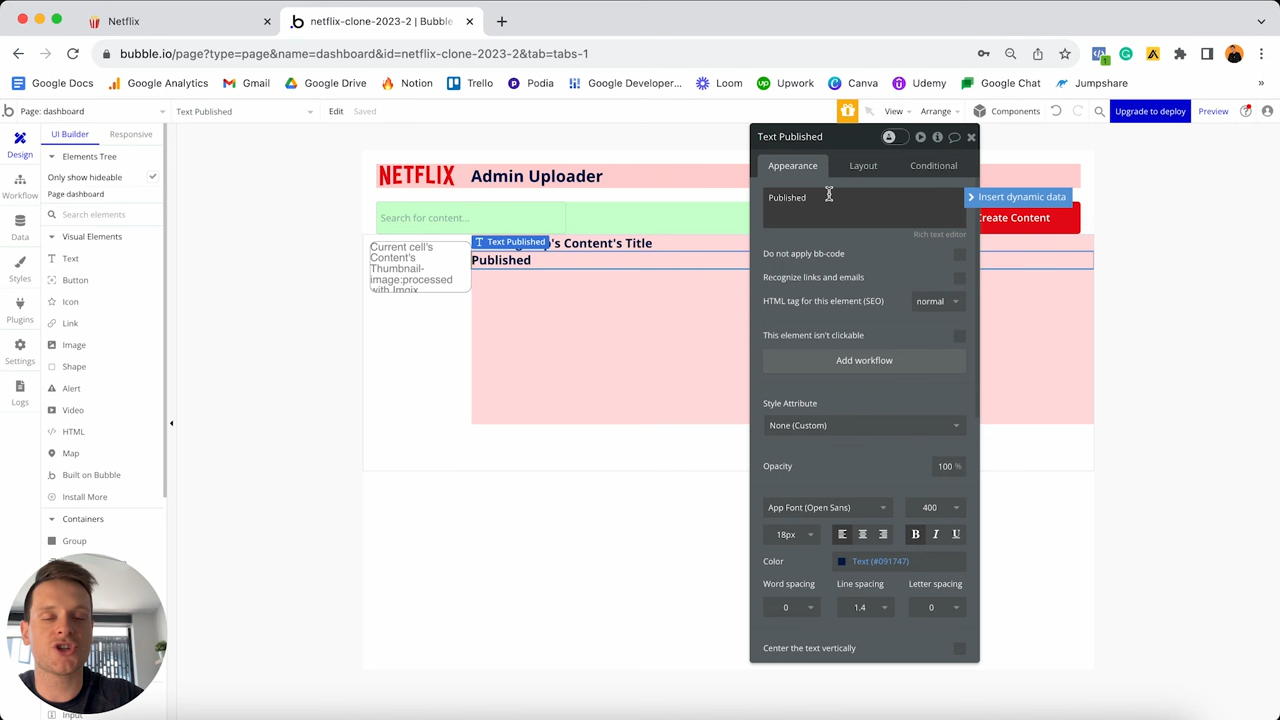 Netflix
netflix-clone-2023-2 | Bubble
bubble.io/page?type=page&name=dashboard&id=netflix-clone-2023-2&tab=tabs-1
Google Docs
Google Analytics
Gmail
Google Drive
Notion
Trello
Podia
Google Developer...
Loom
Upwork
Canva
Udemy
Google Chat
Jumpshare
Page: dashboard
Text Published
Edit
Saved
View
Arrange
Components
Upgrade to deploy
Preview
Design
Workflow
Data
Styles
Plugins
Settings
Logs
UI Builder
Responsive
Elements Tree
Only show hideable
Page dashboard
Search elements
Visual Elements
Text
Button
Icon
Link
Image
Shape
Alert
Video
HTML
Map
Built on Bubble
Install More
Containers
Group
Input
NETFLIX
Admin Uploader
Search for content...
Create Content
Text Published
's Content's Title
Published
Current cell's
Content's
Thumbnail-
image:processed
with Imgix
Text Published
Appearance
Layout
Conditional
Published
Insert dynamic data
Rich text editor
Do not apply bb-code
Recognize links and emails
HTML tag for this element (SEO)
normal
This element isn't clickable
Add workflow
Style Attribute
None (Custom)
Opacity
100 %
App Font (Open Sans)
400
18px
B
I
U
Color
Text (#091747)
Word spacing
Line spacing
Letter spacing
0
1.4
0
Center the text vertically